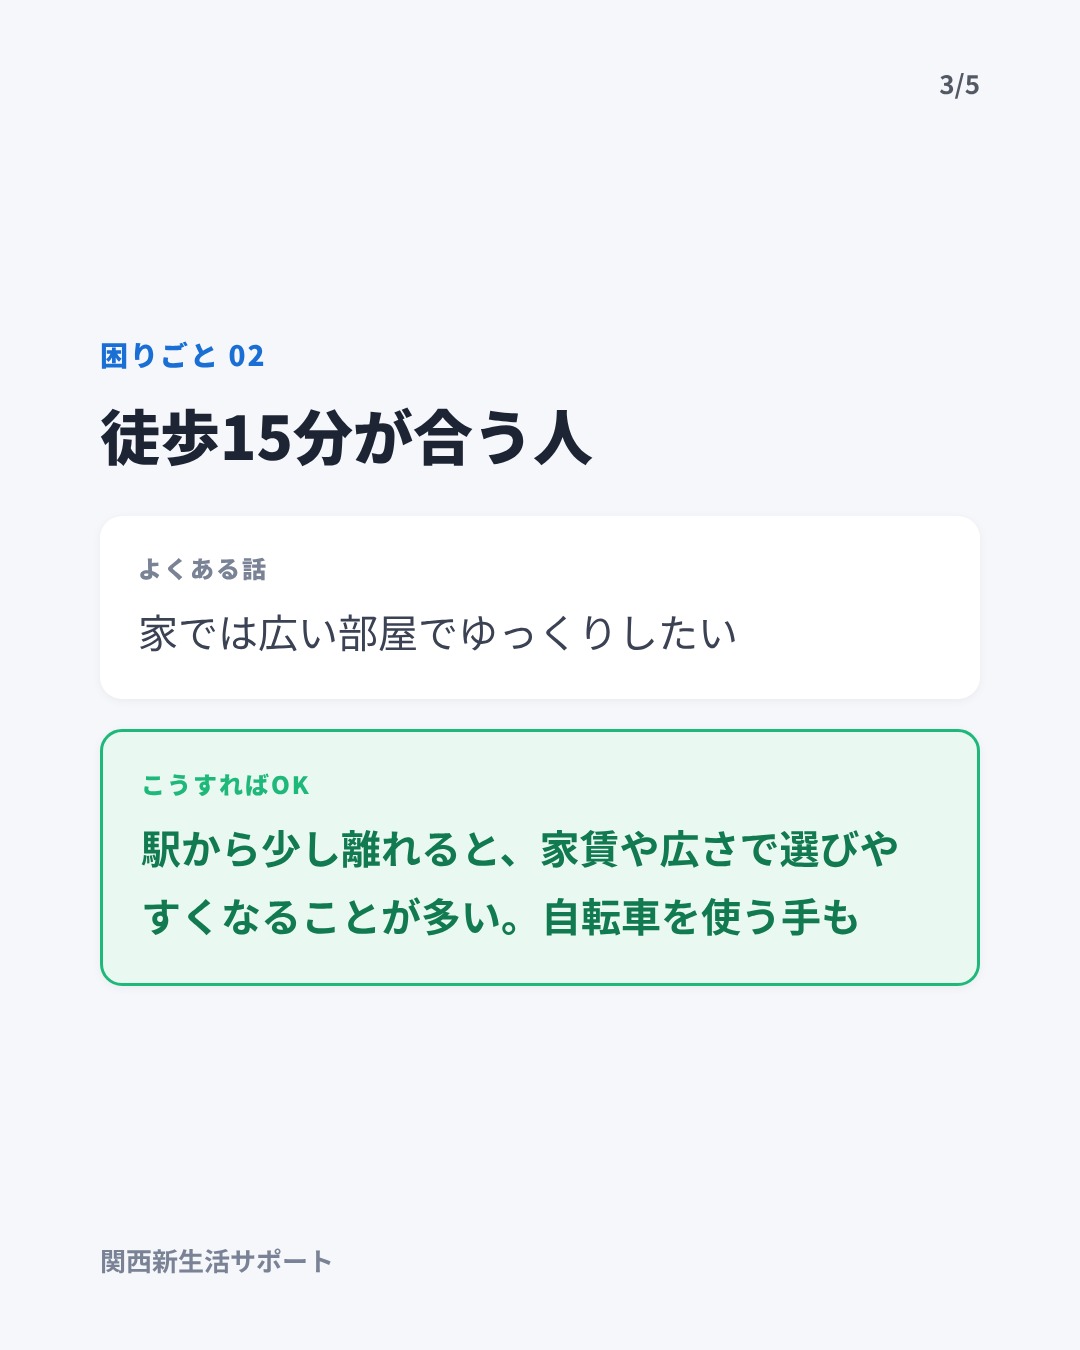 3/5
困りごと 02
徒歩15分が合う人
よくある話
家では広い部屋でゆっくりしたい
こうすればOK
駅から少し離れると、家賃や広さで選びや
すくなることが多い。自転車を使う手も
関西新生活サポート